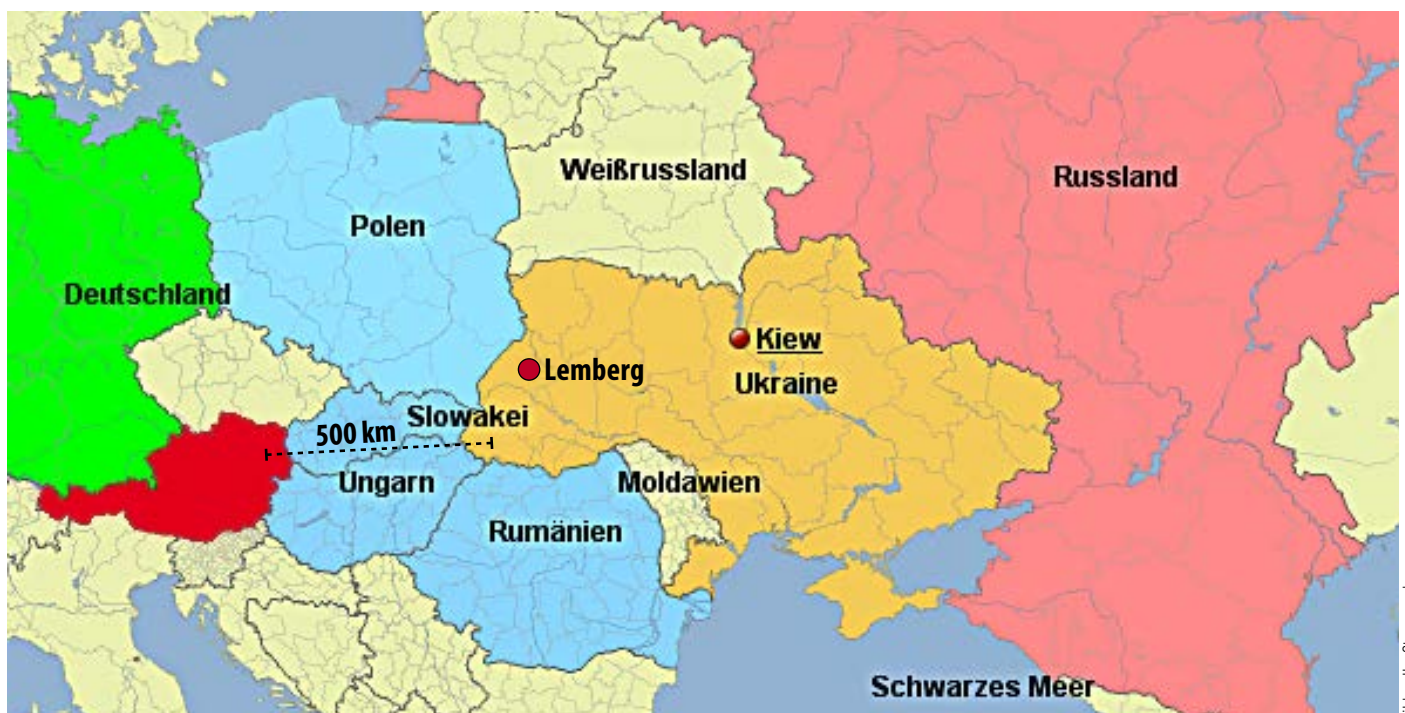 Weißrussland
Russland
Polen
Deutschland
Kiew
Lemberg
Ukraine
Slowakei
500 km
Ungarn
Moldawien
Rumänien
Schwarzes Meer